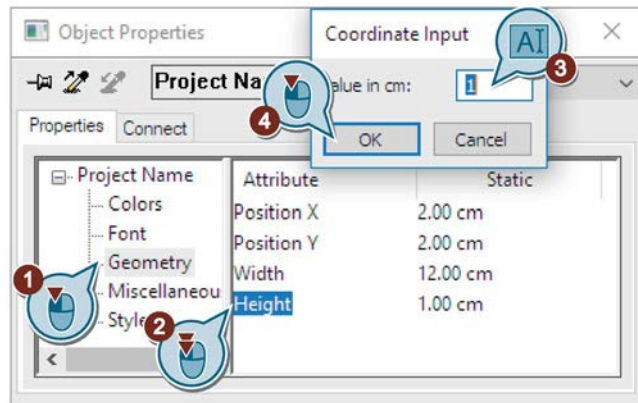 Object Properties
Coordinate Input
AI
3
Project Na
alue in cm:
1
4
OK
Cancel
Properties
Connect
Project Name
Colors
Font
Geometry
Miscellaneou
Style
1
2
Attribute
Static
Position X
2.00 cm
Position Y
2.00 cm
Width
12.00 cm
Height
1.00 cm